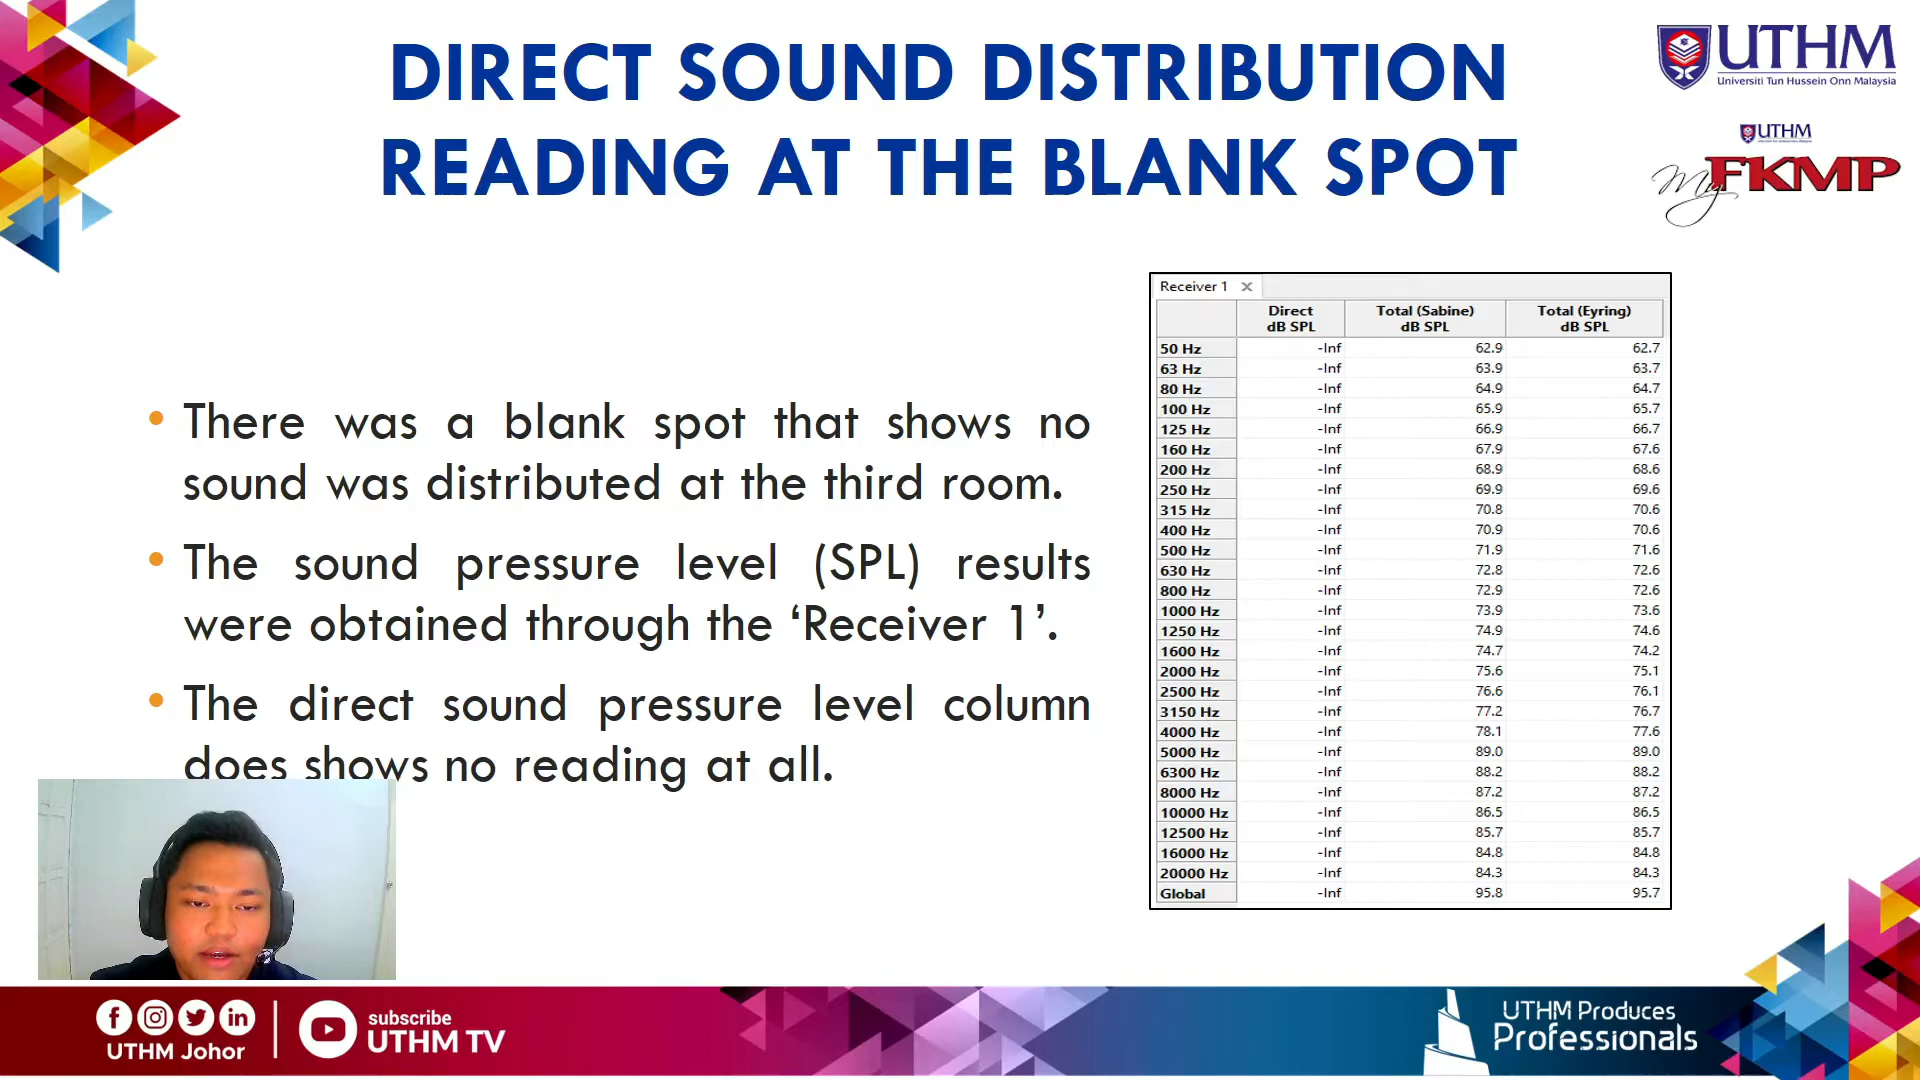 DIRECT SOUND DISTRIBUTION
READING AT THE BLANK SPOT
UTHM
Universiti Tun Hussein Onn Malaysia
UTHM
My FKMP
• There was a blank spot that shows no
sound was distributed at the third room.
• The sound pressure level (SPL) results
were obtained through the ‘Receiver 1’.
• The direct sound pressure level column
does shows no reading at all.
Receiver 1 X
Direct dB SPL Total (Sabine) dB SPL Total (Eyring) dB SPL
50 Hz -Inf 62.9 62.7
63 Hz -Inf 63.9 63.7
80 Hz -Inf 64.9 64.7
100 Hz -Inf 65.9 65.7
125 Hz -Inf 66.9 66.7
160 Hz -Inf 67.9 67.6
200 Hz -Inf 68.9 68.6
250 Hz -Inf 69.9 69.6
315 Hz -Inf 70.8 70.6
400 Hz -Inf 70.9 70.6
500 Hz -Inf 71.9 71.6
630 Hz -Inf 72.8 72.6
800 Hz -Inf 72.9 72.6
1000 Hz -Inf 73.9 73.6
1250 Hz -Inf 74.9 74.6
1600 Hz -Inf 74.7 74.2
2000 Hz -Inf 75.6 75.1
2500 Hz -Inf 76.6 76.1
3150 Hz -Inf 77.2 76.7
4000 Hz -Inf 78.1 77.6
5000 Hz -Inf 89.0 89.0
6300 Hz -Inf 88.2 88.2
8000 Hz -Inf 87.2 87.2
10000 Hz -Inf 86.5 86.5
12500 Hz -Inf 85.7 85.7
16000 Hz -Inf 84.8 84.8
20000 Hz -Inf 84.3 84.3
Global -Inf 95.8 95.7
UTHM Johor
subscribe
UTHM TV
UTHM Produces
Professionals